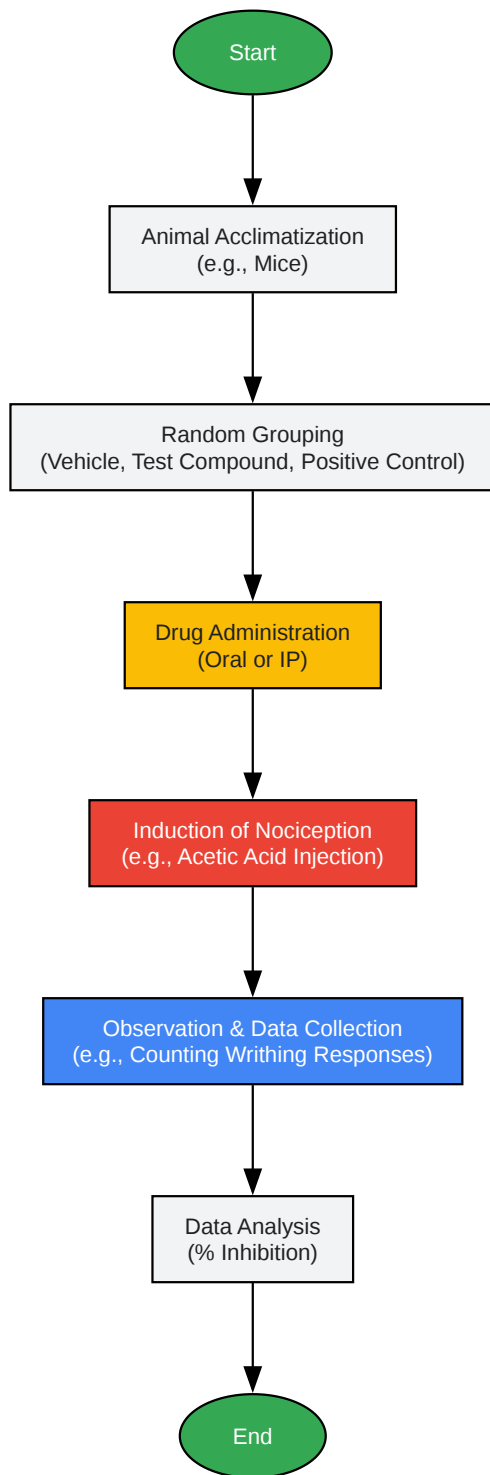 Start
Animal Acclimatization
(e.g., Mice)
Random Grouping
(Vehicle, Test Compound, Positive Control)
Drug Administration
(Oral or IP)
Induction of Nociception
(e.g., Acetic Acid Injection)
Observation & Data Collection
(e.g., Counting Writhing Responses)
Data Analysis
(% Inhibition)
End